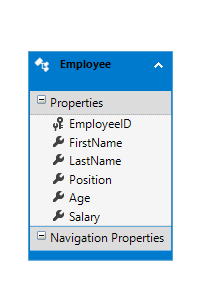 Employee
Properties
EmployeeID
FirstName
LastName
Position
Age
Salary
Navigation Properties